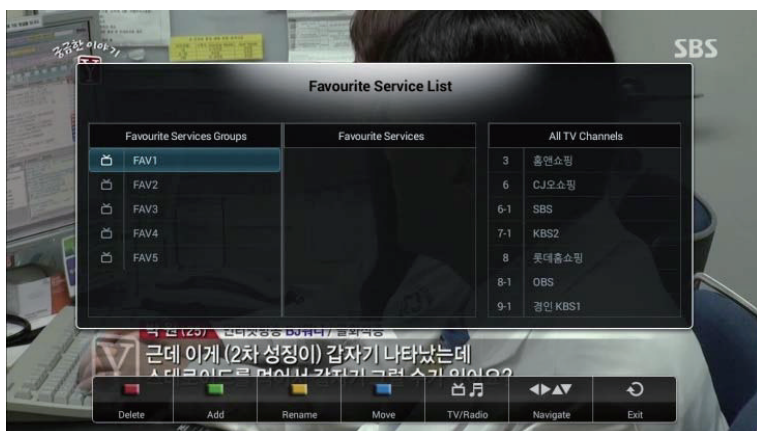 궁금한 이야기
Y
SBS
Favourite Service List
Favourite Services Groups
Favourite Services
All TV Channels
FAV1
FAV2
FAV3
FAV4
FAV5
3 홈앤쇼핑
6 CJ오쇼핑
6-1 SBS
7-1 KBS2
8 롯데홈쇼핑
8-1 OBS
9-1 경인 KBS1
근데 이게 (2차 성징이) 갑자기 나타났는데
Delete
Add
Rename
Move
TV/Radio
Navigate
Exit